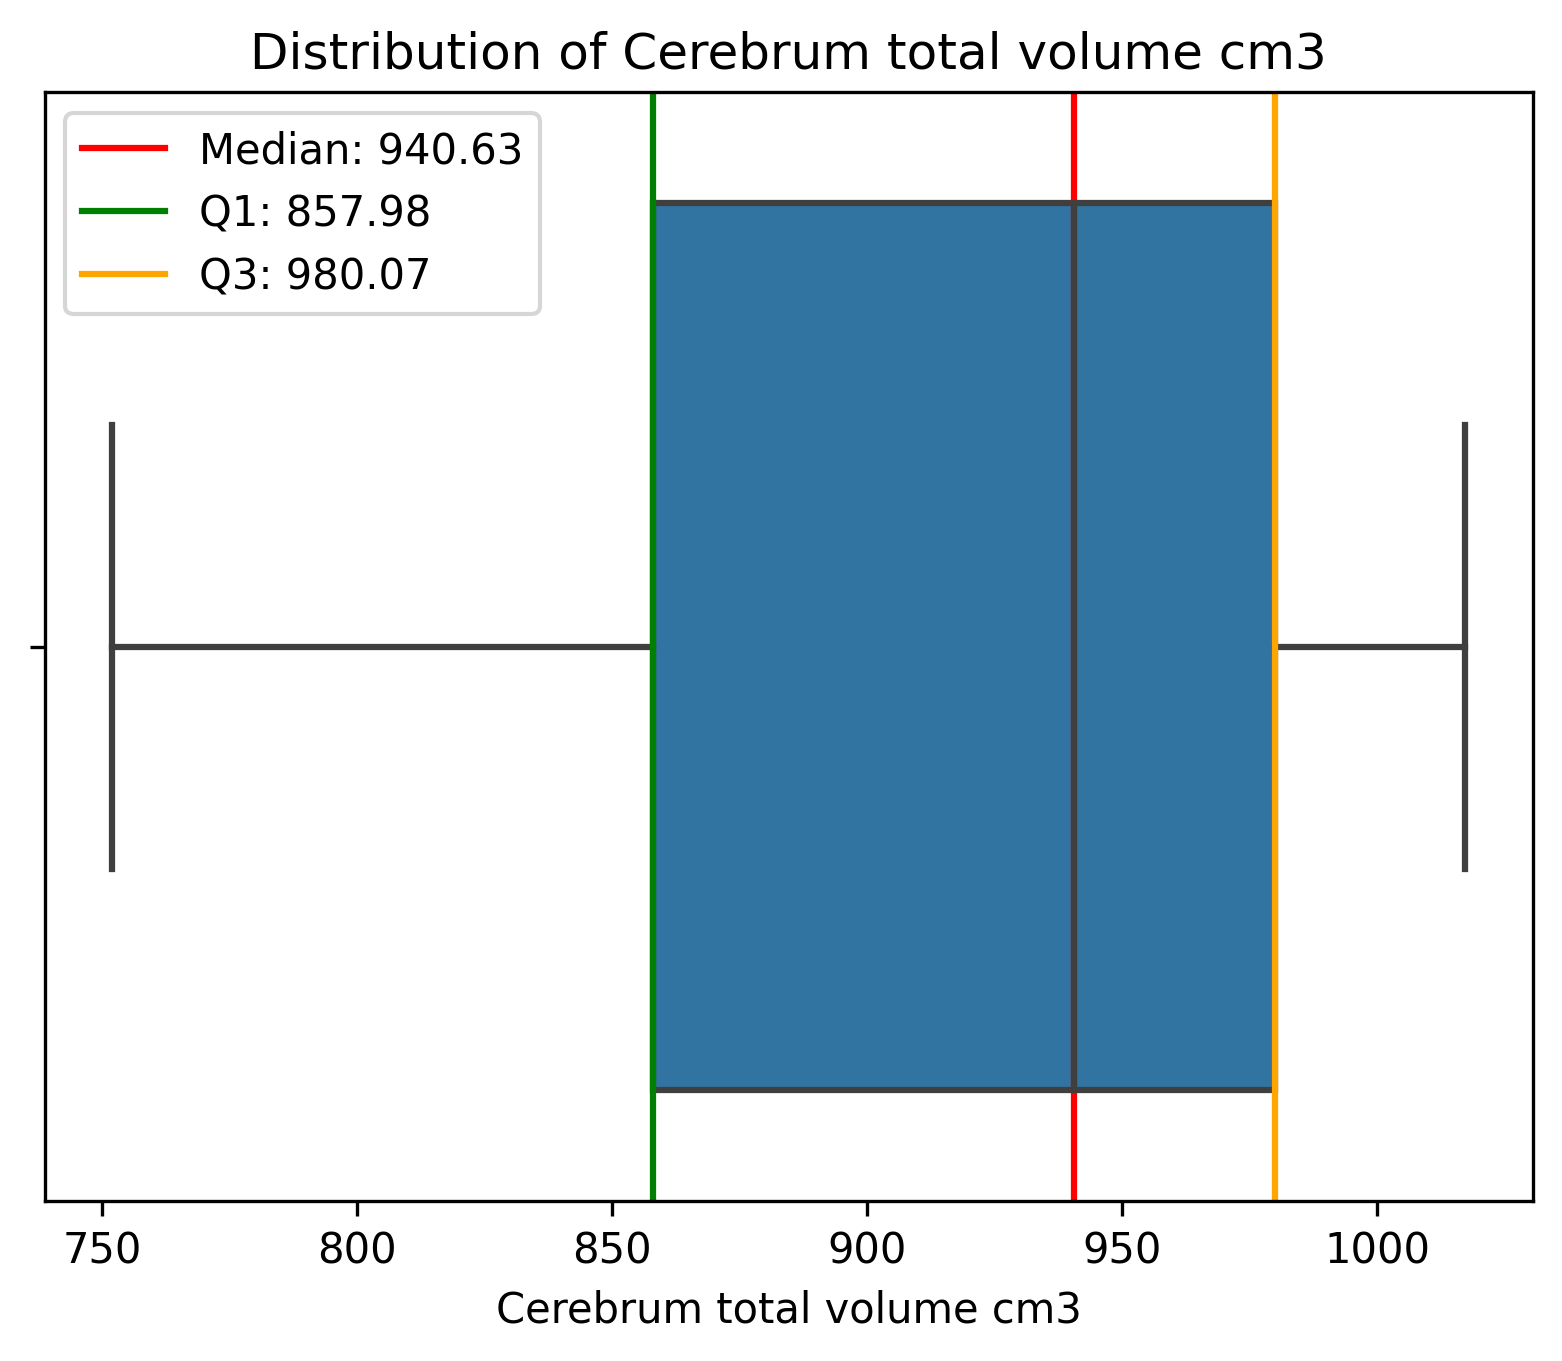 Distribution of Cerebrum total volume cm3
Median: 940.63
Q1: 857.98
Q3: 980.07
750 800 850 900 950 1000
Cerebrum total volume cm3